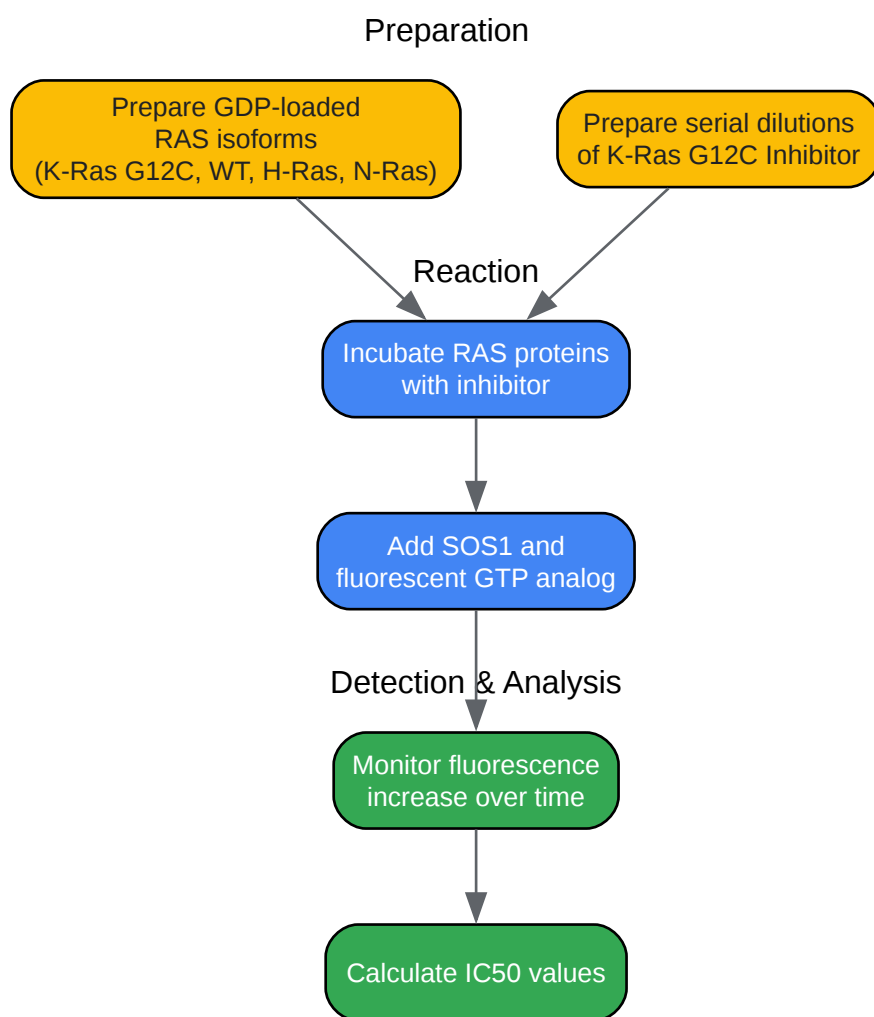 Preparation
Prepare GDP-loaded
RAS isoforms
(K-Ras G12C, WT, H-Ras, N-Ras)
Prepare serial dilutions
of K-Ras G12C Inhibitor
Reaction
Incubate RAS proteins
with inhibitor
Add SOS1 and
fluorescent GTP analog
Detection & Analysis
Monitor fluorescence
increase over time
Calculate IC50 values